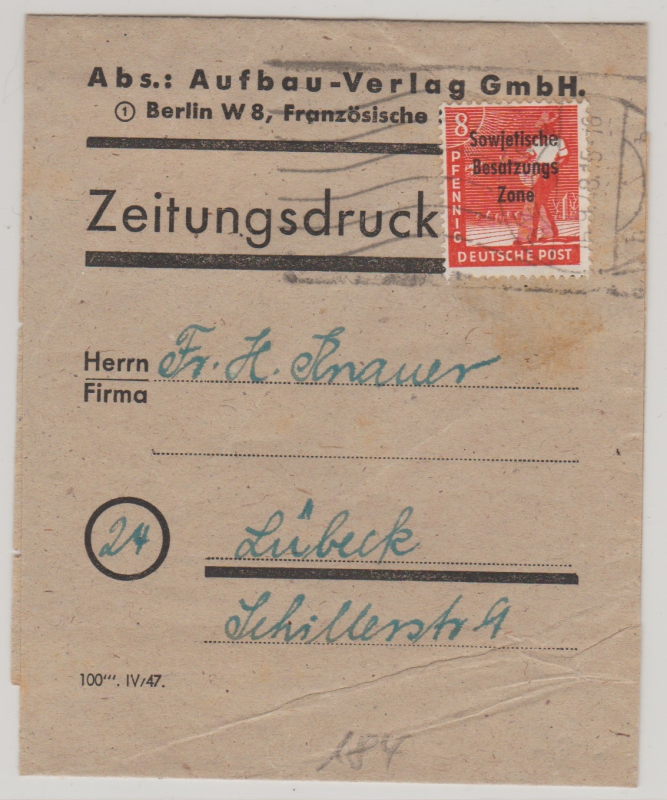 Abs.: Aufbau-Verlag GmbH.
① Berlin W 8, Französische
8 PFENNIG
Sowjetische
Besatzungs
Zone
DEUTSCHE POST
Zeitungsdruck
Herrn Fr. H. Knauer
Firma
24 Lübeck
Schillerstr 9
100‴. IV/47.
184